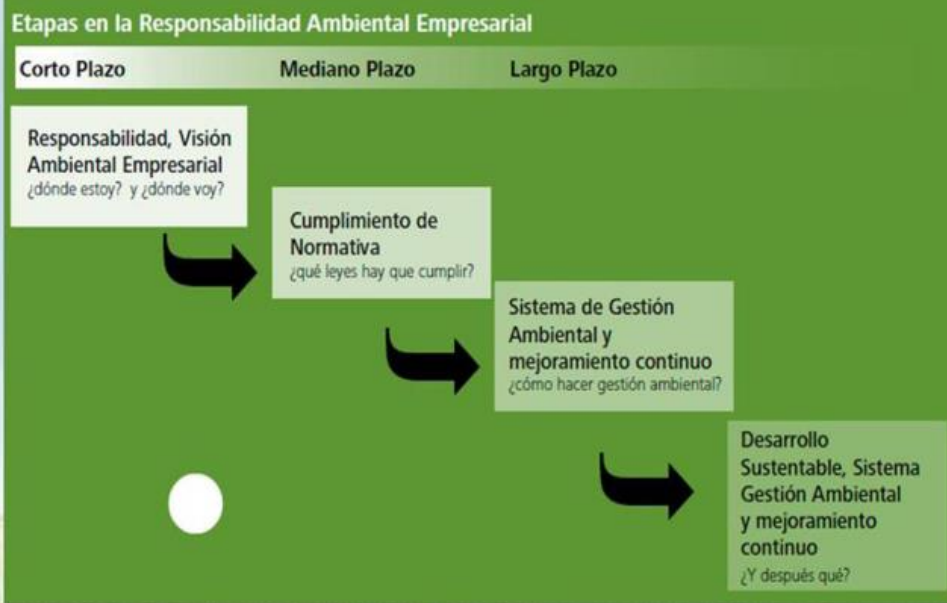 Etapas en la Responsabilidad Ambiental Empresarial
Corto Plazo
Mediano Plazo
Largo Plazo
Responsabilidad, Visión
Ambiental Empresarial
¿dónde estoy? y ¿dónde voy?
Cumplimiento de
Normativa
¿qué leyes hay que cumplir?
Sistema de Gestión
Ambiental y
mejoramiento continuo
¿cómo hacer gestión ambiental?
Desarrollo
Sustentable, Sistema
Gestión Ambiental
y mejoramiento
continuo
¿Y después qué?